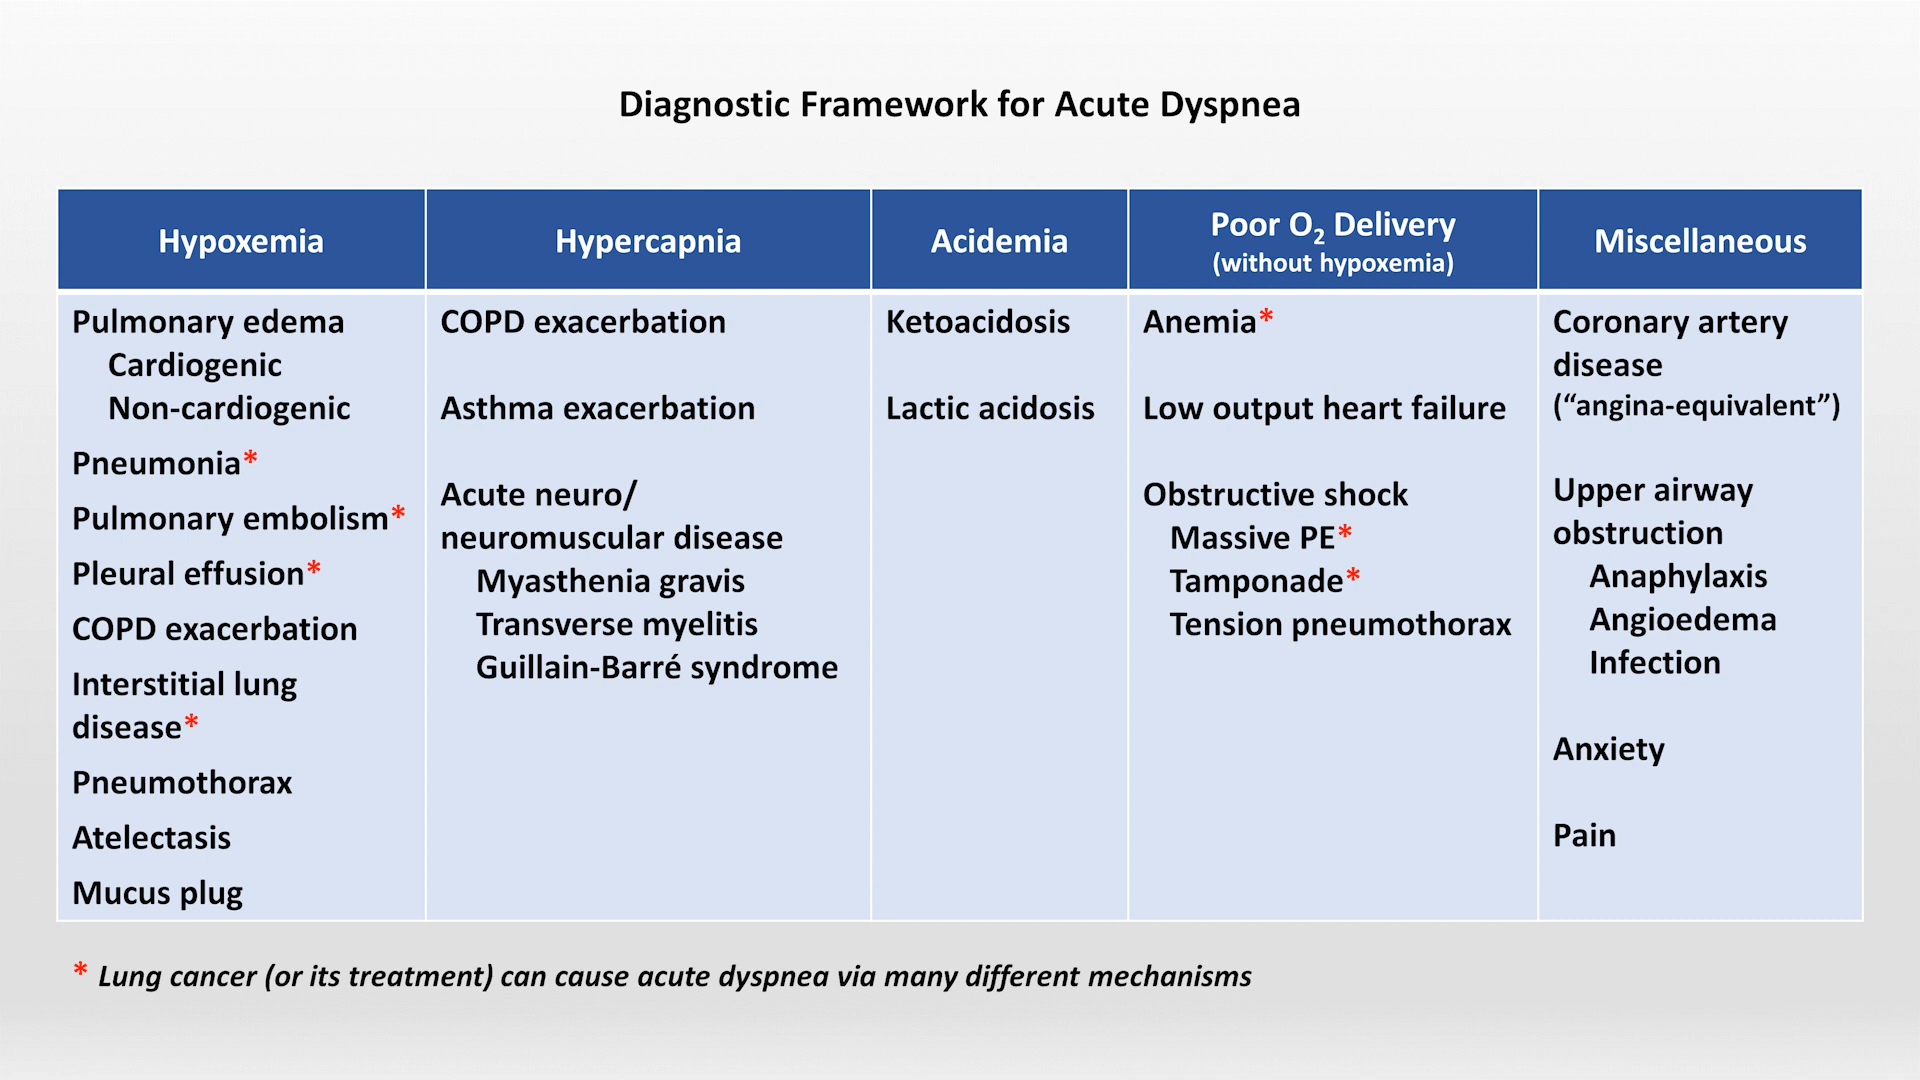 Diagnostic Framework for Acute Dyspnea
Hypoxemia
Pulmonary edema
Cardiogenic
Non-cardiogenic
Pneumonia*
Pulmonary embolism*
Pleural effusion*
COPD exacerbation
Interstitial lung
disease*
Pneumothorax
Atelectasis
Mucus plug
Hypercapnia
COPD exacerbation
Asthma exacerbation
Acute neuro/
neuromuscular disease
Myasthenia gravis
Transverse myelitis
Guillain-Barré syndrome
Acidemia
Ketoacidosis
Lactic acidosis
Poor O₂ Delivery
(without hypoxemia)
Anemia*
Low output heart failure
Obstructive shock
Massive PE*
Tamponade*
Tension pneumothorax
Miscellaneous
Coronary artery
disease
(“angina-equivalent”)
Upper airway
obstruction
Anaphylaxis
Angioedema
Infection
Anxiety
Pain
* Lung cancer (or its treatment) can cause acute dyspnea via many different mechanisms